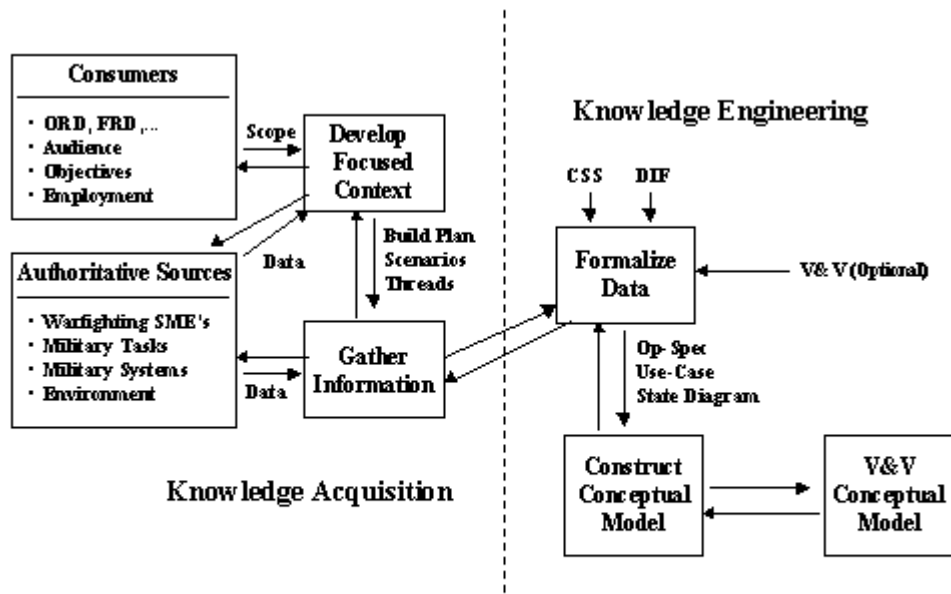 Consumers
· ORD, FRD,...
· Audience
· Objectives
· Employment
Scope
Develop
Focused
Context
Data
Build Plan
Scenarios
Threads
Authoritative Sources
· Warfighting SME's
· Military Tasks
· Military Systems
· Environment
Data
Gather
Information
Knowledge Acquisition
Knowledge Engineering
CSS
DIF
Formalize
Data
V& V (Optional)
Op-Spec
Use-Case
State Diagram
Construct
Conceptual
Model
V&V
Conceptual
Model